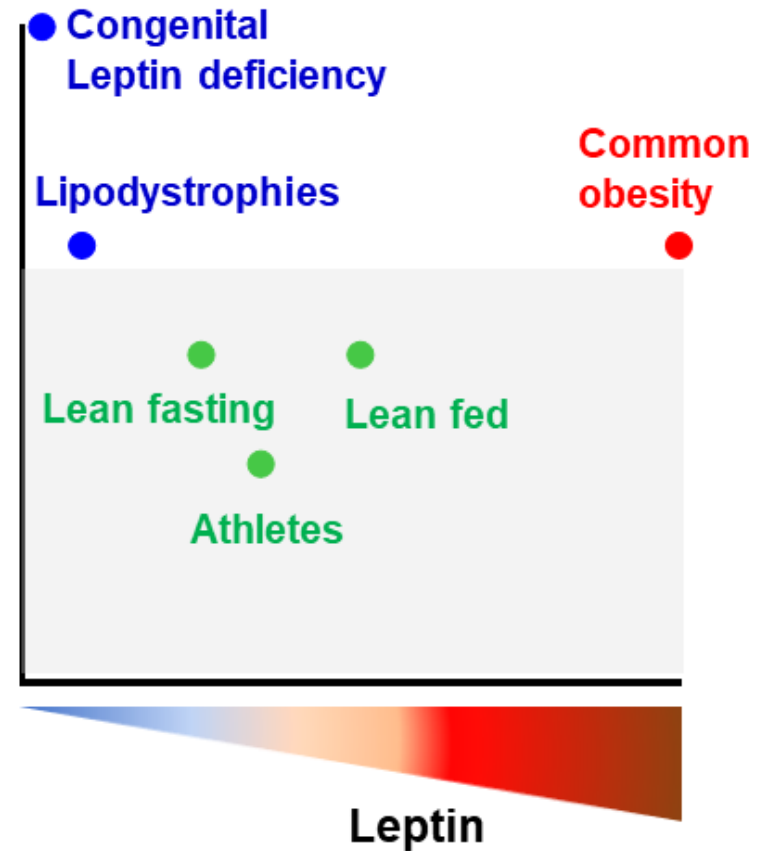 Congenital
Leptin deficiency
Common
obesity
Lipodystrophies
Lean fasting
Lean fed
Athletes
Leptin